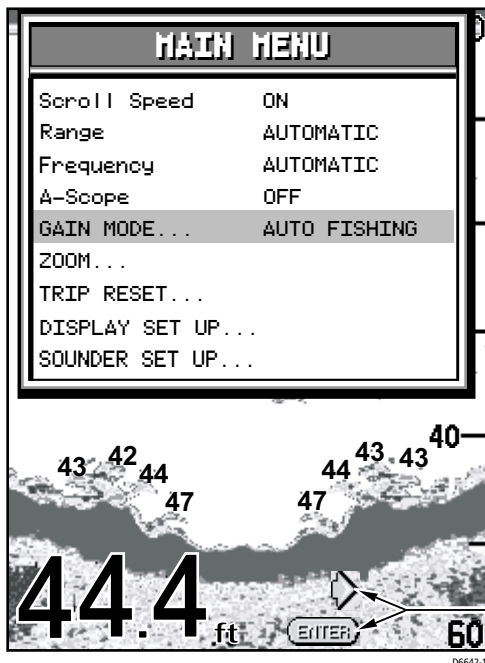 MAIN MENU
Scroll Speed ON
Range AUTOMATIC
Frequency AUTOMATIC
A-Scope OFF
GAIN MODE... AUTO FISHING
ZOOM...
TRIP RESET...
DISPLAY SET UP...
SOUNDER SET UP...
40
43 42 44 47 47 44 43 43
44.4 ft
ENTER
60